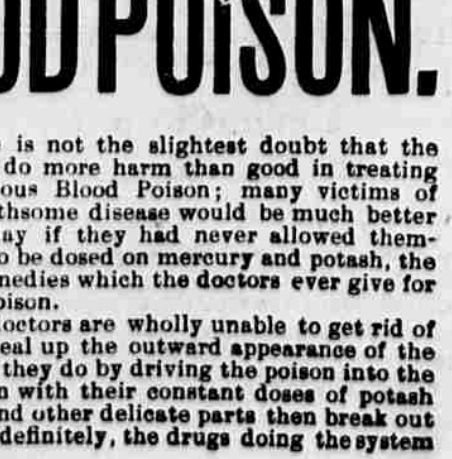 OD POISON.
is not the slightest doubt that the
do more harm than good in treating
ous Blood Poison; many victims of
thsome disease would be much better
ay if they had never allowed them-
o be dosed on mercury and potash, the
nedies which the doctors ever give for
oison.
octors are wholly unable to get rid of
eal up the outward appearance of the
they do by driving the poison into the
n with their constant doses of potash
nd other delicate parts then break out
definitely, the drugs doing the system